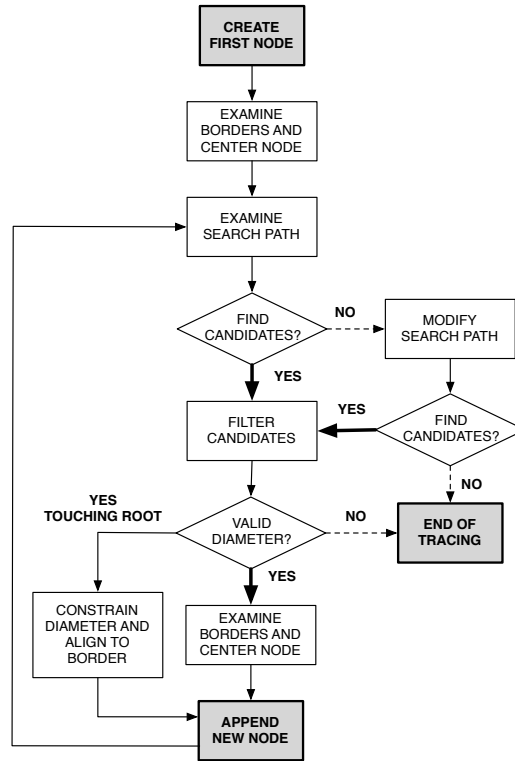 CREATE
FIRST NODE
EXAMINE
BORDERS AND
CENTER NODE
EXAMINE
SEARCH PATH
FIND
CANDIDATES?
NO
MODIFY
SEARCH PATH
YES
FILTER
CANDIDATES
YES
FIND
CANDIDATES?
NO
YES
TOUCHING ROOT
VALID
DIAMETER?
NO
END OF
TRACING
YES
CONSTRAIN
DIAMETER AND
ALIGN TO
BORDER
EXAMINE
BORDERS AND
CENTER NODE
APPEND
NEW NODE